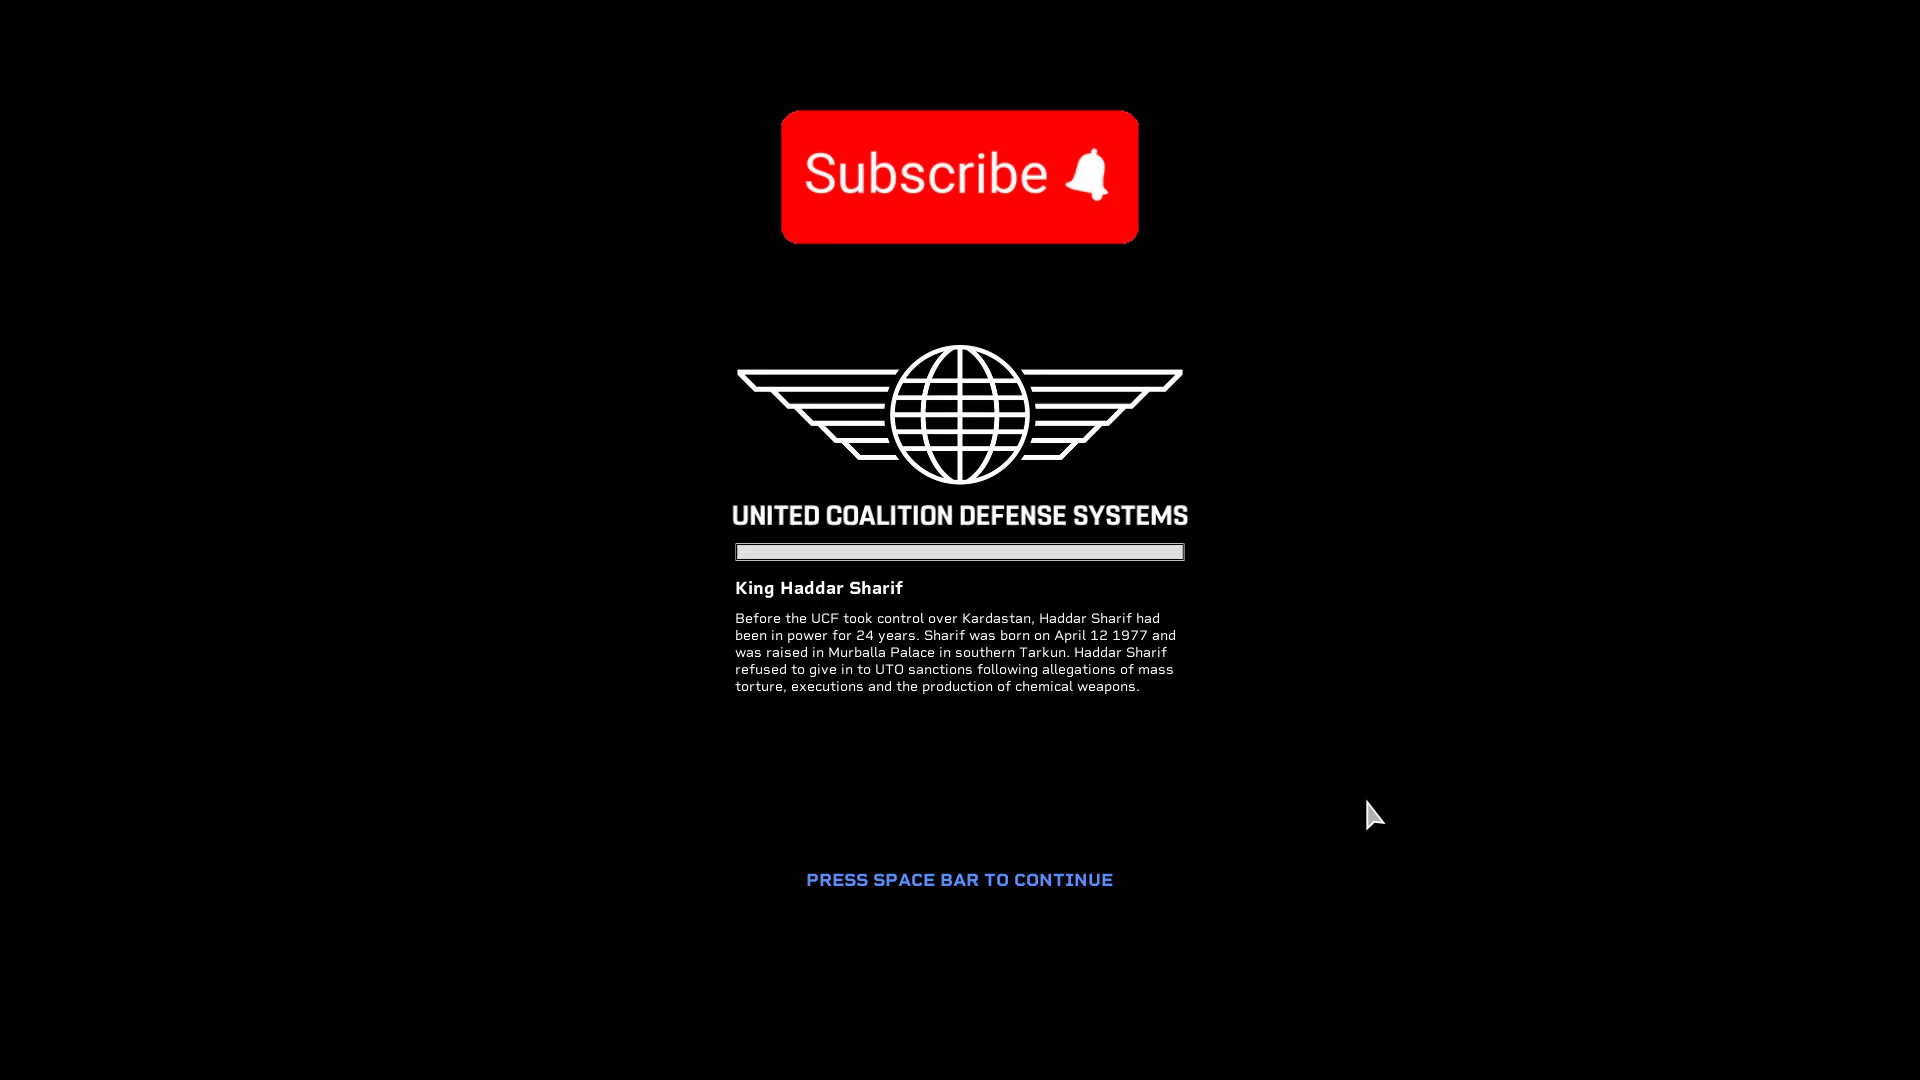 Subscribe
UNITED COALITION DEFENSE SYSTEMS
King Haddar Sharif
Before the UCF took control over Kardastan, Haddar Sharif had
been in power for 24 years. Sharif was born on April 12 1977 and
was raised in Murballa Palace in southern Tarkun. Haddar Sharif
refused to give in to UTO sanctions following allegations of mass
torture, executions and the production of chemical weapons.
PRESS SPACE BAR TO CONTINUE